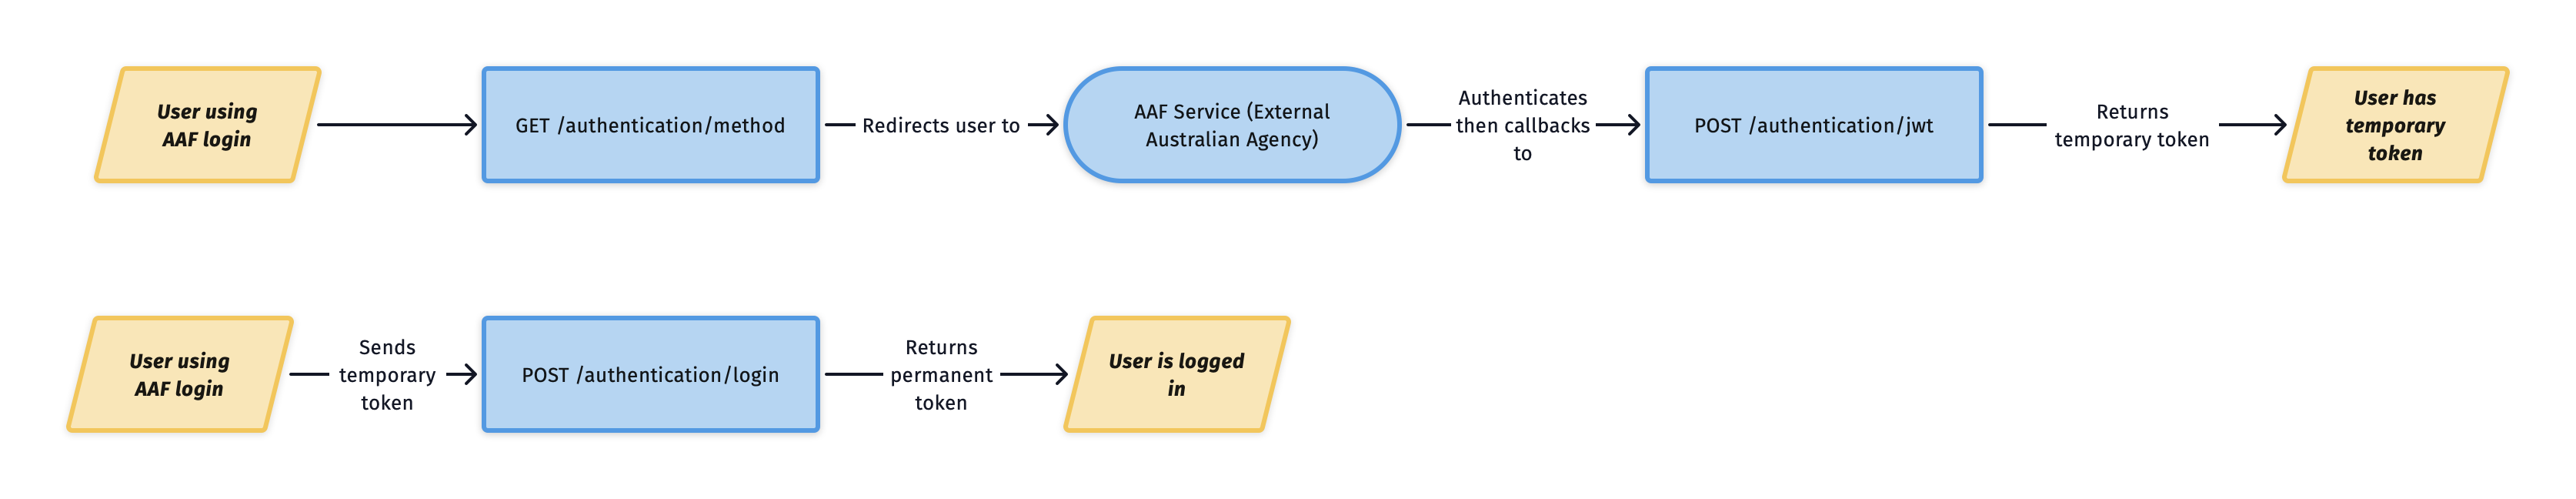 User using
AAF login
GET /authentication/method
Redirects user to
AAF Service (External
Australian Agency)
Authenticates
then callbacks
to
POST /authentication/jwt
Returns
temporary token
User has
temporary
token
User using
AAF login
Sends
temporary
token
POST /authentication/login
Returns
permanent
token
User is logged
in